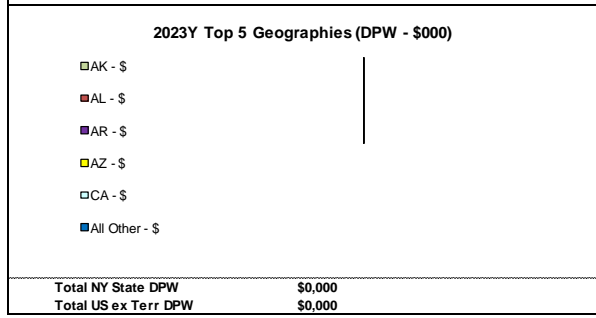 2023Y Top 5 Geographies (DPW - $000)
AK - $
AL - $
AR - $
AZ - $
CA - $
All Other - $
Total NY State DPW $0,000
Total US ex Terr DPW $0,000